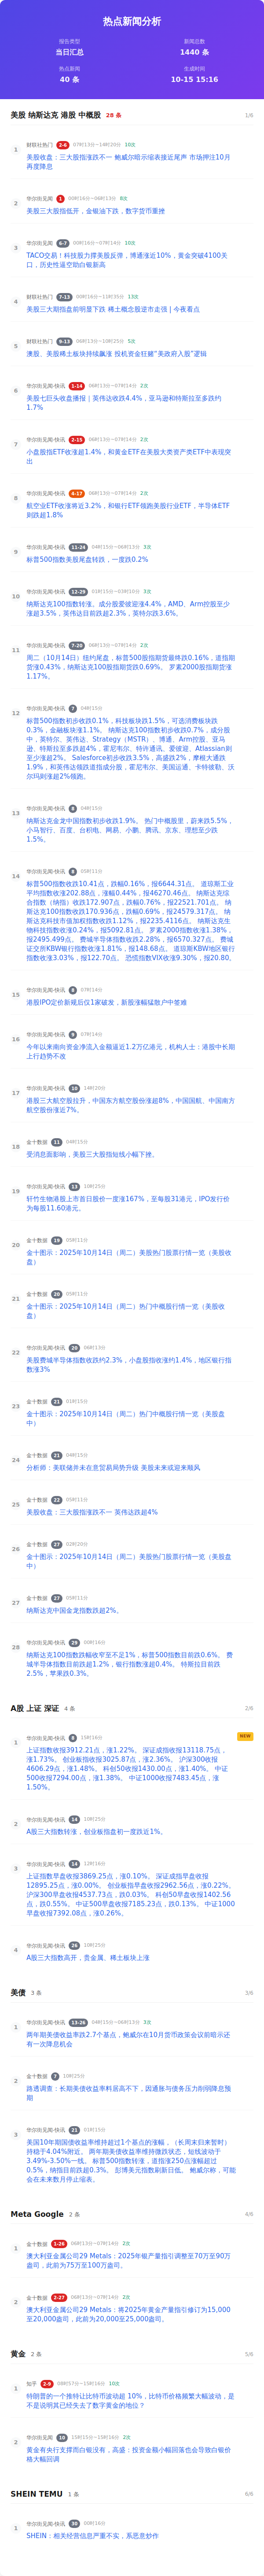 热点新闻分析
报告类型
新闻总数
当日汇总
1440 条
热点新闻
生成时间
40 条
10-15 15:16
美股 纳斯达克 港股 中概股 28 条 1/6
1 财联社热门 2-6 07时13分~14时20分 10次
美股收盘：三大股指涨跌不一 鲍威尔暗示缩表接近尾声 市场押注10月
再度降息
2 华尔街见闻 1 00时16分~06时13分 8次
美股三大股指低开，金银油下跌，数字货币重挫
3 华尔街见闻 6-7 00时16分~07时14分 10次
TACO交易！科技股力撑美股反弹，博通涨近10%，黄金突破4100关
口，历史性逼空助白银新高
4 财联社热门 7-13 00时16分~11时35分 13次
美股三大期指盘前明显下跌 稀土概念股逆市走强 | 今夜看点
5 财联社热门 9-13 06时13分~10时25分 5次
澳股、美股稀土板块持续飙涨 投机资金狂赌“美政府入股”逻辑
6 华尔街见闻-快讯 1-14 06时13分~07时14分 2次
美股七巨头收盘播报｜英伟达收跌4.4%，亚马逊和特斯拉至多跌约
1.7%
7 华尔街见闻-快讯 2-15 06时13分~07时14分 2次
小盘股指ETF收涨超1.4%，和黄金ETF在美股大类资产类ETF中表现突
出
8 华尔街见闻-快讯 4-17 06时13分~07时14分 2次
航空业ETF收涨将近3.2%，和银行ETF领跑美股行业ETF，半导体ETF
则跌超1.8%
9 华尔街见闻-快讯 11-24 04时15分~06时13分 3次
标普500指数美股尾盘转跌，一度跌0.2%
10 华尔街见闻-快讯 12-29 01时15分~03时10分 3次
纳斯达克100指数转涨。成分股爱彼迎涨4.4%，AMD、Arm控股至少
涨超3.5%，英伟达目前跌超2.3%，英特尔跌3.6%。
11 华尔街见闻-快讯 7-20 06时13分~07时14分 2次
周二（10月14日）纽约尾盘，标普500股指期货最终跌0.16%，道指期
货涨0.43%，纳斯达克100股指期货跌0.69%。 罗素2000股指期货涨
1.17%。
12 华尔街见闻-快讯 7 04时15分
标普500指数初步收跌0.1%，科技板块跌1.5%，可选消费板块跌
0.3%，金融板块涨1.1%。 纳斯达克100指数初步收跌0.7%，成分股
中，英特尔、英伟达、Strategy（MSTR）、博通、Arm控股、亚马
逊、特斯拉至多跌超4%，霍尼韦尔、特许通讯、爱彼迎、Atlassian则
至少涨超2%。 Salesforce初步收跌3.5%，高盛跌2%，摩根大通跌
1.9%，和英伟达领跌道指成分股，霍尼韦尔、美国运通、卡特彼勒、沃
尔玛则涨超2%领跑。
13 华尔街见闻-快讯 8 04时15分
纳斯达克金龙中国指数初步收跌1.9%。 热门中概股里，蔚来跌5.5%，
小马智行、百度、台积电、网易、小鹏、腾讯、京东、理想至少跌
1.5%。
14 华尔街见闻-快讯 8 05时11分
标普500指数收跌10.41点，跌幅0.16%，报6644.31点。 道琼斯工业
平均指数收涨202.88点，涨幅0.44%，报46270.46点。 纳斯达克综
合指数（纳指）收跌172.907点，跌幅0.76%，报22521.701点。 纳
斯达克100指数收跌170.936点，跌幅0.69%，报24579.317点。 纳
斯达克科技市值加权指数收跌1.12%，报235.4116点。 纳斯达克生
物科技指数收涨0.24%，报5092.81点。 罗素2000指数收涨1.38%，
报2495.499点。 费城半导体指数收跌2.28%，报6570.327点。 费城
证交所KBW银行指数收涨1.81%，报148.68点。 道琼斯KBW地区银行
指数收涨3.03%，报122.70点。 恐慌指数VIX收涨9.30%，报20.80。
15 华尔街见闻-快讯 8 07时14分
港股IPO定价新规后仅1家破发，新股涨幅猛散户中签难
16 华尔街见闻-快讯 9 07时14分
今年以来南向资金净流入金额逼近1.2万亿港元，机构人士：港股中长期
上行趋势不改
17 华尔街见闻-快讯 10 14时20分
港股三大航空股拉升，中国东方航空股份涨超8%，中国国航、中国南方
航空股份涨近7%。
18 金十数据 11 04时15分
受消息面影响，美股三大股指短线小幅下挫。
19 华尔街见闻-快讯 13 10时25分
轩竹生物港股上市首日股价一度涨167%，至每股31港元，IPO发行价
为每股11.60港元。
20 金十数据 19 05时11分
金十图示：2025年10月14日（周二）美股热门股票行情一览（美股收
盘）
21 金十数据 20 05时11分
金十图示：2025年10月14日（周二）热门中概股行情一览（美股收
盘）
22 华尔街见闻-快讯 20 06时13分
美股费城半导体指数收跌约2.3%，小盘股指收涨约1.4%，地区银行指
数涨3%
23 金十数据 21 01时15分
金十图示：2025年10月14日（周二）热门中概股行情一览（美股盘
中）
24 金十数据 21 04时15分
分析师：美联储并未在意贸易局势升级 美股未来或迎来顺风
25 金十数据 22 05时11分
美股收盘：三大股指涨跌不一 英伟达跌超4%
26 金十数据 27 02时20分
金十图示：2025年10月14日（周二）美股热门股票行情一览（美股盘
中）
27 金十数据 27 05时11分
纳斯达克中国金龙指数跌超2%。
28 华尔街见闻-快讯 29 00时16分
纳斯达克100指数跌幅收窄至不足1%，标普500指数目前跌0.6%。 费
城半导体指数目前跌超1.2%，银行指数涨超0.4%。 特斯拉目前跌
2.5%，苹果跌0.3%。
A股 上证 深证 4 条 2/6
1 华尔街见闻-快讯 8 15时16分 NEW
上证指数收报3912.21点，涨1.22%。 深证成指收报13118.75点，
涨1.73%。 创业板指收报3025.87点，涨2.36%。 沪深300收报
4606.29点，涨1.48%。 科创50收报1430.00点，涨1.40%。 中证
500收报7294.00点，涨1.38%。 中证1000收报7483.45点，涨
1.50%。
2 华尔街见闻-快讯 14 10时25分
A股三大指数转涨，创业板指盘初一度跌近1%。
3 华尔街见闻-快讯 14 12时16分
上证指数早盘收报3869.25点，涨0.10%。 深证成指早盘收报
12895.25点，涨0.00%。 创业板指早盘收报2962.56点，涨0.22%。
沪深300早盘收报4537.73点，跌0.03%。 科创50早盘收报1402.56
点，跌0.55%。 中证500早盘收报7185.23点，跌0.13%。 中证1000
早盘收报7392.08点，涨0.26%。
4 华尔街见闻-快讯 26 10时25分
A股三大指数高开，贵金属、稀土板块上涨
美债 3 条 3/6
1 华尔街见闻-快讯 13-26 04时15分~06时13分 3次
两年期美债收益率跌2.7个基点，鲍威尔在10月货币政策会议前暗示还
有一次降息机会
2 金十数据 7 10时25分
路透调查：长期美债收益率料居高不下，因通胀与债务压力削弱降息预
期
3 华尔街见闻-快讯 21 01时15分
美国10年期国债收益率维持超过1个基点的涨幅，（长周末归来暂时）
持稳于4.04%附近。 两年期美债收益率维持微跌状态，短线波动于
3.49%-3.50%一线。 标普500指数转涨，道指涨250点涨幅超过
0.5%，纳指目前跌超0.3%。 彭博美元指数刷新日低。 鲍威尔称，可能
会在未来数月停止缩表。
Meta Google 2 条 4/6
1 金十数据 1-26 06时13分~07时14分 2次
澳大利亚金属公司29 Metals：2025年银产量指引调整至70万至90万
盎司，此前为75万至100万盎司。
2 金十数据 2-27 06时13分~07时14分 2次
澳大利亚金属公司29 Metals：将2025年黄金产量指引修订为15,000
至20,000盎司，此前为20,000至25,000盎司。
黄金 2 条 5/6
1 知乎 2-9 08时57分~15时16分 10次
特朗普的一个推特让比特币波动超 10%，比特币价格频繁大幅波动，是
不是说明其已经失去了数字黄金的地位？
2 华尔街见闻 10 15时15分~15时16分 2次
黄金有央行支撑而白银没有，高盛：投资金额小幅回落也会导致白银价
格大幅回调
SHEIN TEMU 1 条 6/6
1 华尔街见闻-快讯 30 00时16分
SHEIN：相关经营信息严重不实，系恶意炒作